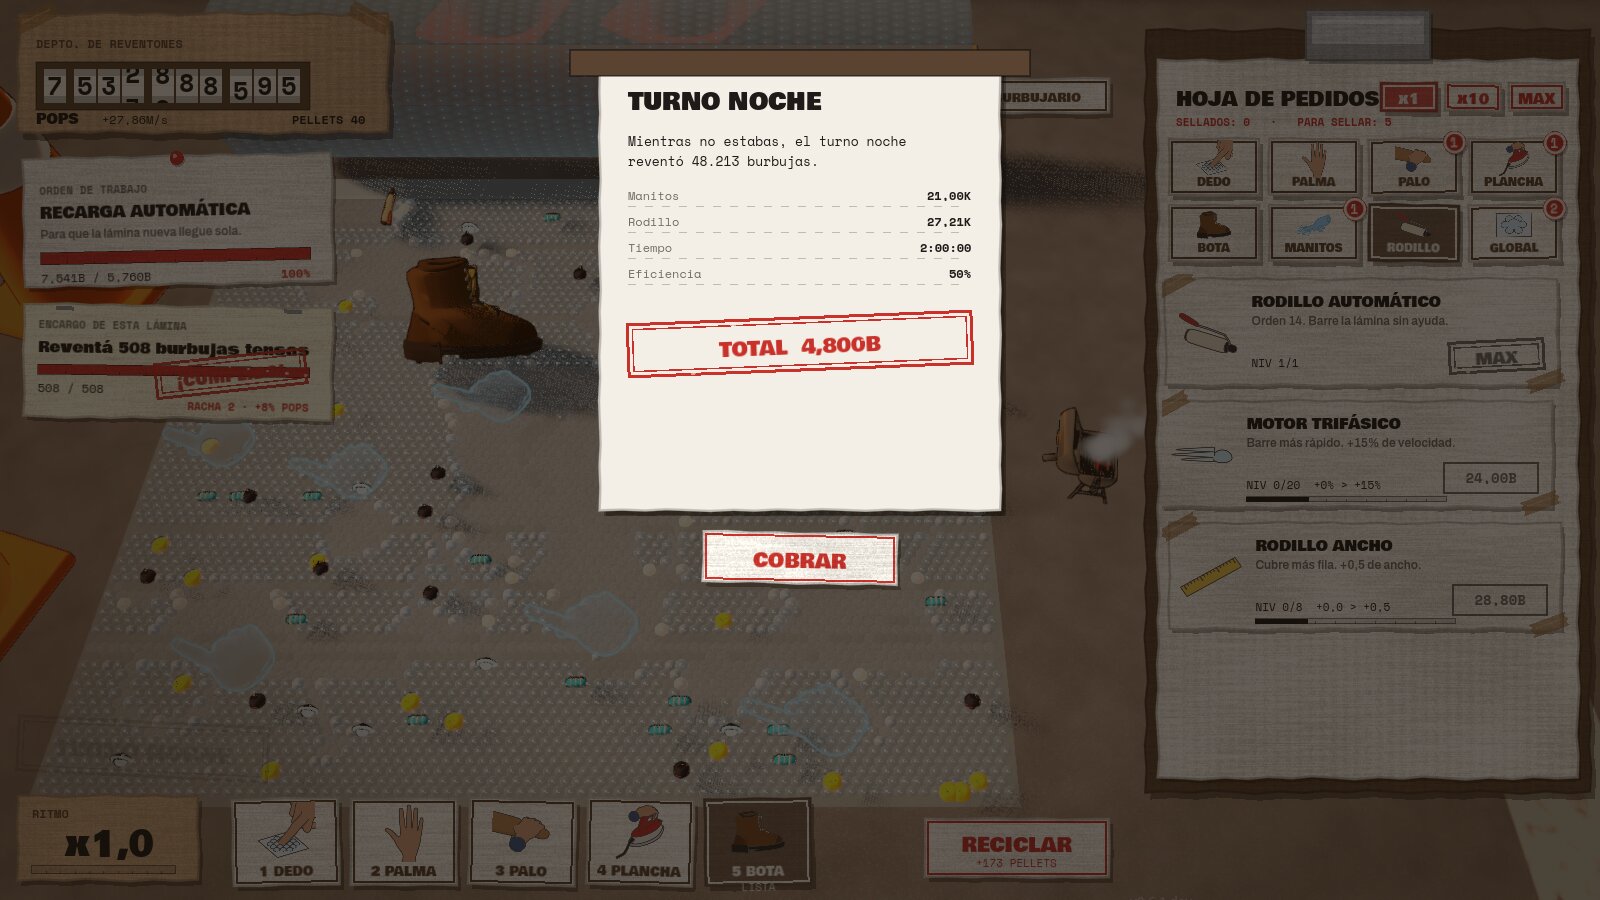 DEPTO. DE REVENTONES
POPS +27,86M/s PELLETS 40
ORDEN DE TRABAJO
RECARGA AUTOMÁTICA
Para que la lámina nueva llegue sola.
7,541B / 5,760B 100%
ENCARGO DE ESTA LÁMINA
Reventá 508 burbujas tensas
508 / 508
RACHA 2 · +8% POPS
TURNO NOCHE
Mientras no estabas, el turno noche
reventó 48.213 burbujas.
Manitos 21,00K
Rodillo 27,21K
Tiempo 2:00:00
Eficiencia 50%
TOTAL 4,800B
COBRAR
HOJA DE PEDIDOS x1 x10 MAX
SELLADOS: 0 · PARA SELLAR: 5
DEDO
PALMA
PALO 1
PLANCHA 1
BOTA
MANITOS 1
RODILLO
GLOBAL 2
RODILLO AUTOMÁTICO
Orden 14. Barre la lámina sin ayuda.
NIV 1/1
MAX
MOTOR TRIFÁSICO
Barre más rápido. +15% de velocidad.
NIV 0/20 +0% > +15%
24,00B
RODILLO ANCHO
Cubre más fila. +0,5 de ancho.
NIV 0/8 +0,0 > +0,5
28,80B
RITMO
x1,0
1 DEDO
2 PALMA
3 PALO
4 PLANCHA
5 BOTA
LISTA
RECICLAR
+173 PELLETS